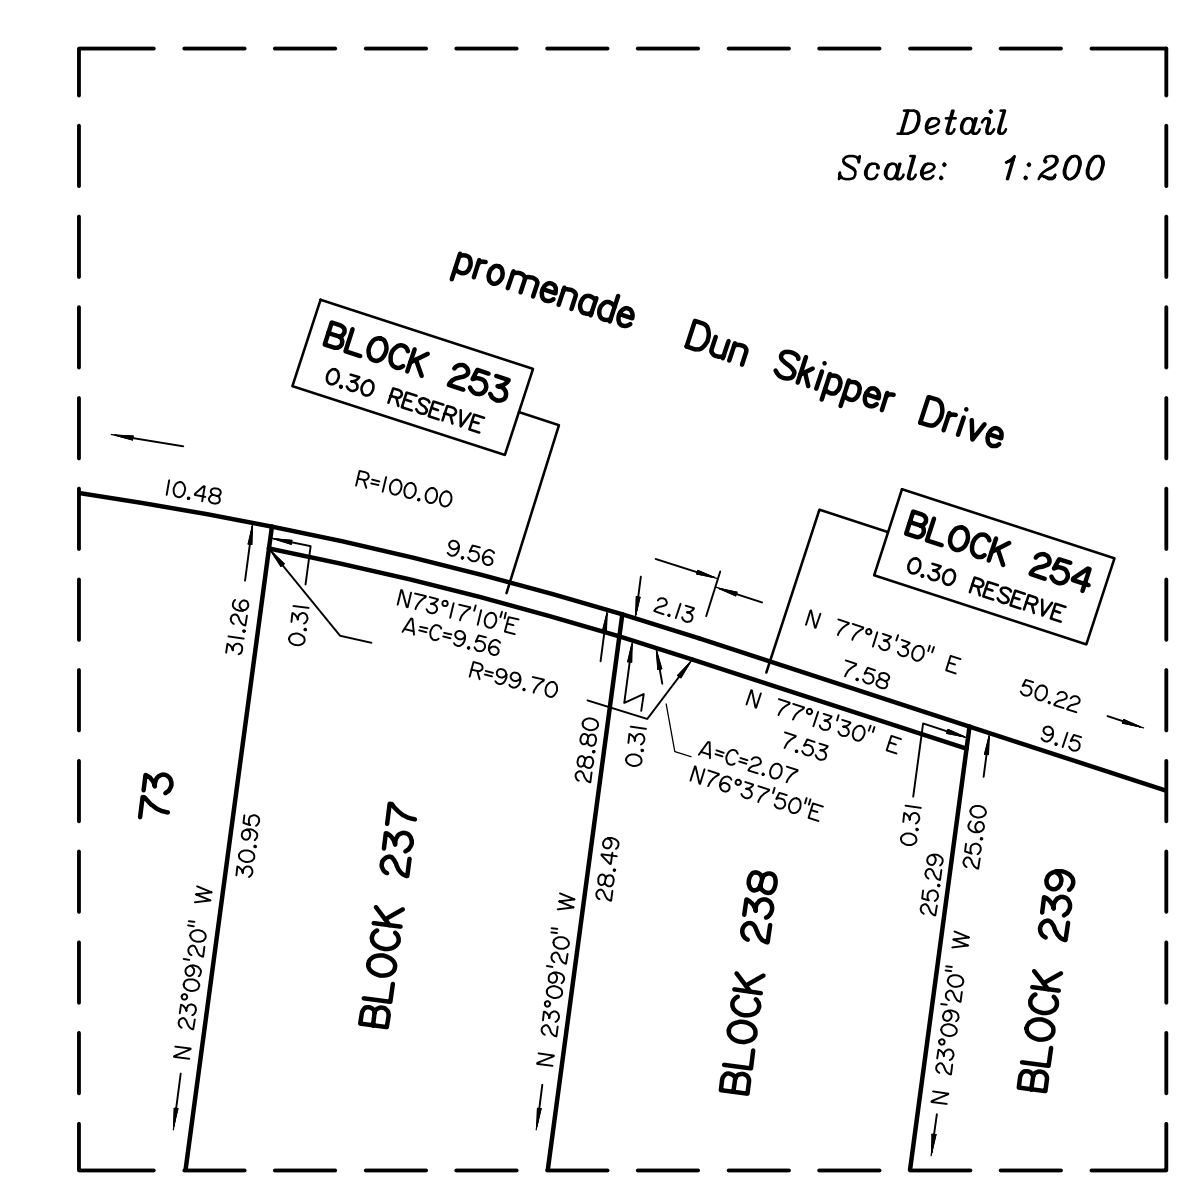 Detail
Scale: 1:200
promenade Dun Skipper Drive
BLOCK 253
0.30 RESERVE
BLOCK 254
0.30 RESERVE
R=100.00
10.48
9.56
2.13
N 77°13'30" E
7.58
50.22
9.15
N73°17'10"E
A=C=9.56
R=99.70
0.31
31.26
28.80
0.31
N 77°13'30" E
7.53
A=C=2.07
N76°37'50"E
0.31
25.60
25.29
73
30.95
BLOCK 237
28.49
BLOCK 238
BLOCK 239
N 23°09'20" W
N 23°09'20" W
N 23°09'20" W